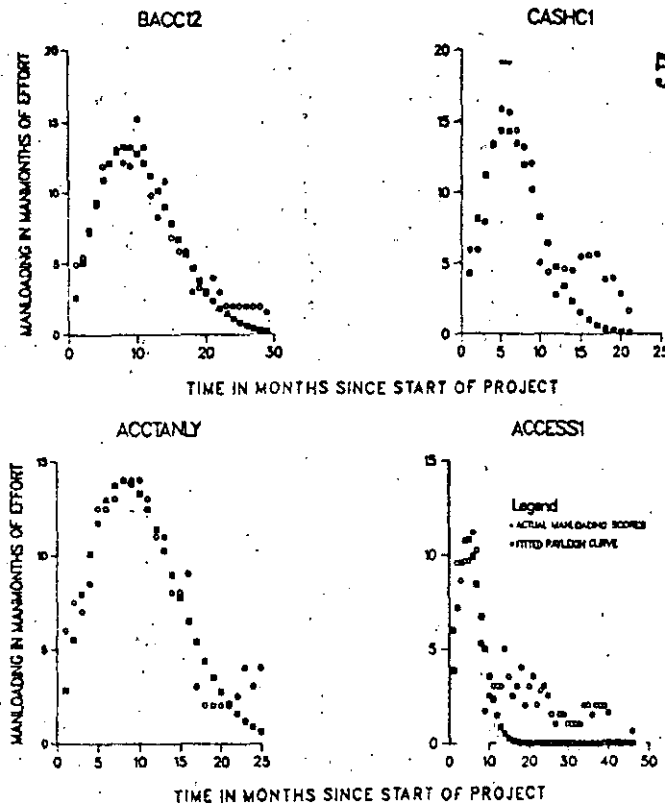 BACC12
CASHC1
MANLOADING IN MANMONTHS OF EFFORT
20
15
10
5
0
0 10 20 30
20
15
10
5
0
0 5 10 15 20 25
TIME IN MONTHS SINCE START OF PROJECT
ACCTANLY
ACCESS1
MANLOADING IN MANMONTHS OF EFFORT
15
10
5
0
0 5 10 15 20 25
15
10
5
0
0 10 20 30 40 50
Legend
ACTUAL MANLOADING SCORES
FITTED RAYLEIGH CURVE
TIME IN MONTHS SINCE START OF PROJECT